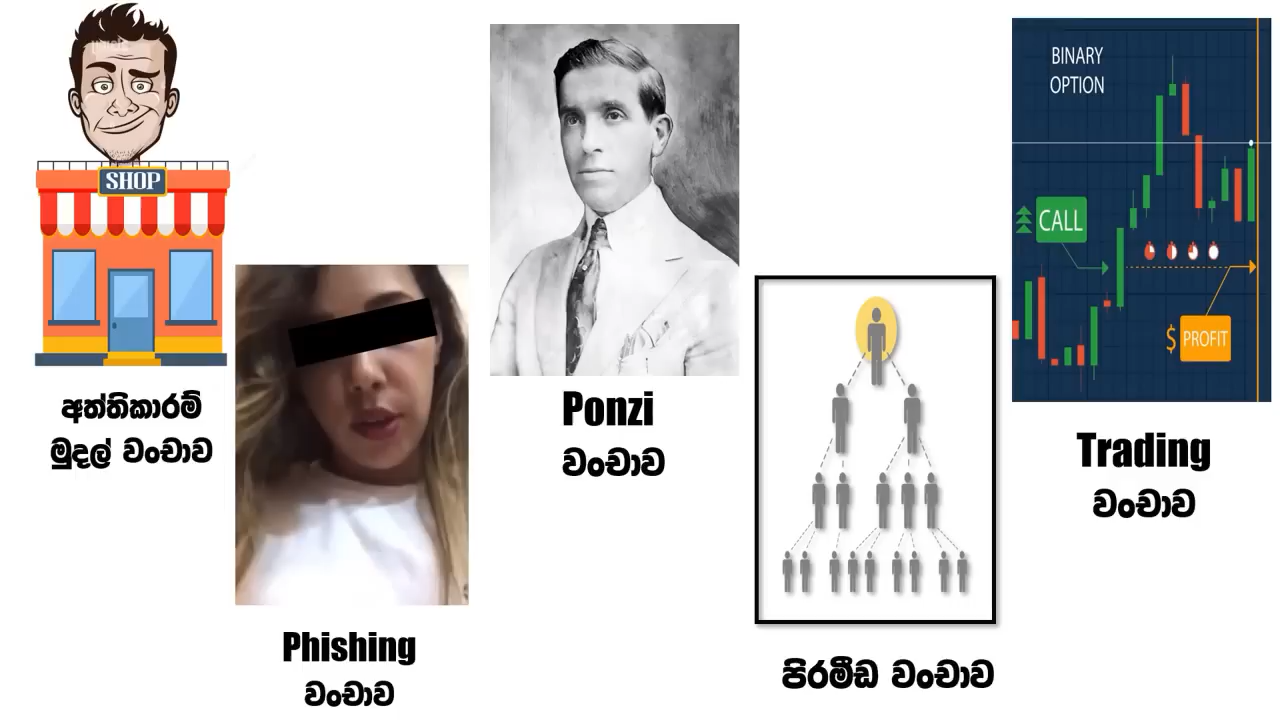 SHOP
අත්තිකාරම්
මුදල් වංචාව
Phishing
වංචාව
Ponzi
වංචාව
පිරමීඩ වංචාව
BINARY
OPTION
CALL
$ PROFIT
Trading
වංචාව